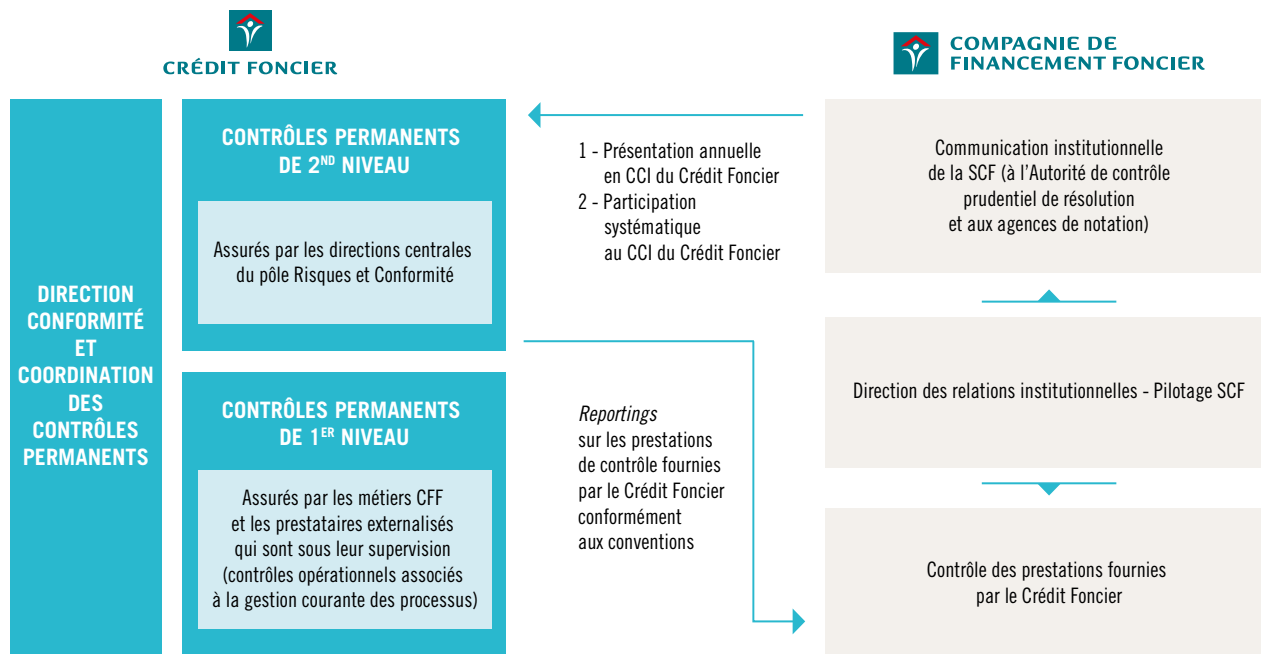 CRÉDIT FONCIER
COMPAGNIE DE
FINANCEMENT FONCIER
DIRECTION
CONFORMITÉ
ET
COORDINATION
DES
CONTRÔLES
PERMANENTS
CONTRÔLES PERMANENTS
DE 2ND NIVEAU
Assurés par les directions centrales
du pôle Risques et Conformité
CONTRÔLES PERMANENTS
DE 1ER NIVEAU
Assurés par les métiers CFF
et les prestataires externalisés
qui sont sous leur supervision
(contrôles opérationnels associés
à la gestion courante des processus)
1 - Présentation annuelle
en CCI du Crédit Foncier
2 - Participation
systématique
au CCI du Crédit Foncier
Reportings
sur les prestations
de contrôle fournies
par le Crédit Foncier
conformément
aux conventions
Communication institutionnelle
de la SCF (à l'Autorité de contrôle
prudentiel de résolution
et aux agences de notation)
Direction des relations institutionnelles - Pilotage SCF
Contrôle des prestations fournies
par le Crédit Foncier